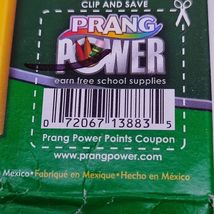 CLIP AND SAVE
PRANG
POWER
earn free school supplies
0 72067 13883 5
Prang Power Points Coupon
www.prangpower.com
Mexico • Fabriqué en Mexique • Hecho en México